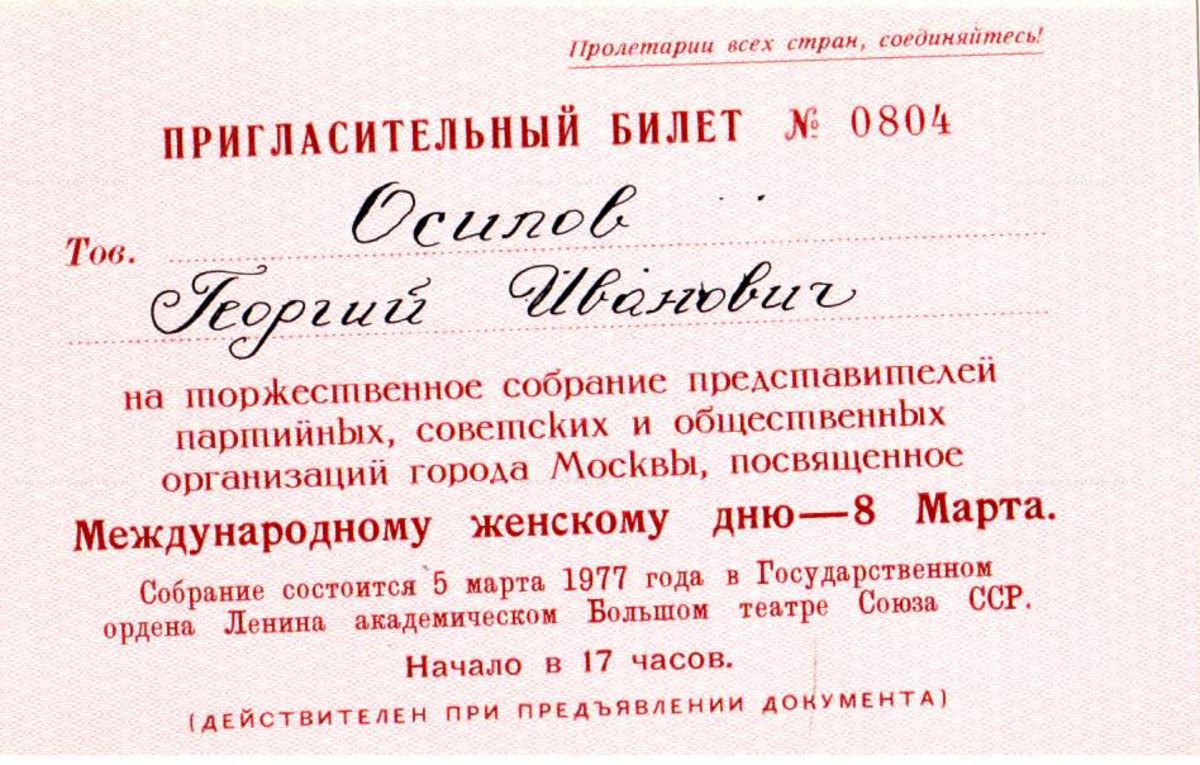 Пролетарии всех стран, соединяйтесь!
ПРИГЛАСИТЕЛЬНЫЙ БИЛЕТ № 0804
Тов. Осипов
Георгий Иванович
на торжественное собрание представителей
партийных, советских и общественных
организаций города Москвы, посвященное
Международному женскому дню—8 Марта.
Собрание состоится 5 марта 1977 года в Государственном
ордена Ленина академическом Большом театре Союза ССР.
Начало в 17 часов.
(ДЕЙСТВИТЕЛЕН ПРИ ПРЕДЪЯВЛЕНИИ ДОКУМЕНТА)